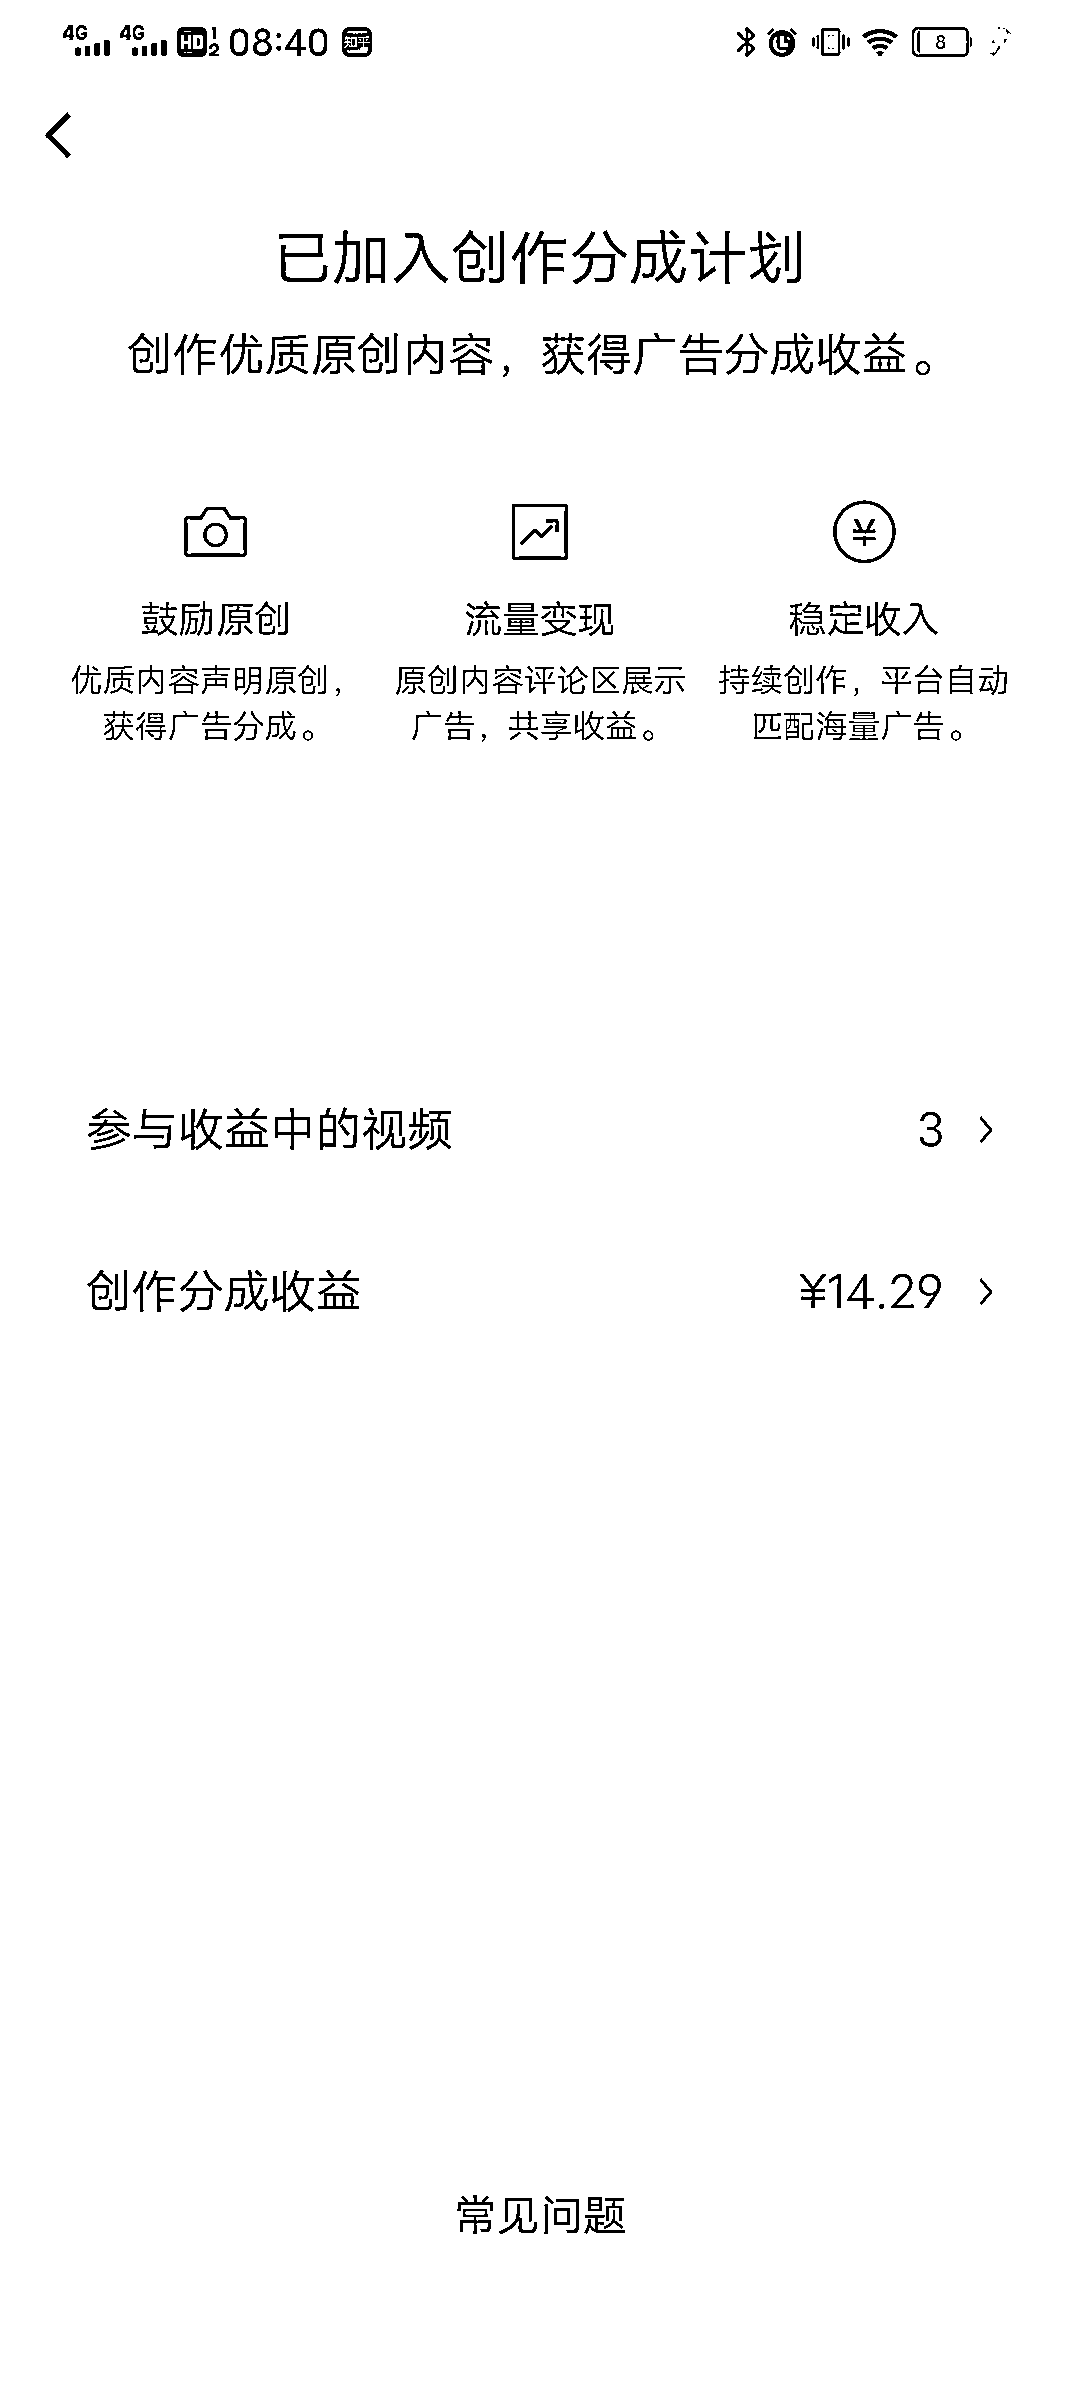 4G 4G HD 1 2 08:40 知乎 8
已加入创作分成计划
创作优质原创内容，获得广告分成收益。
鼓励原创 流量变现 稳定收入
优质内容声明原创， 原创内容评论区展示 持续创作，平台自动
获得广告分成。 广告，共享收益。 匹配海量广告。
参与收益中的视频 3
创作分成收益 ¥14.29
常见问题